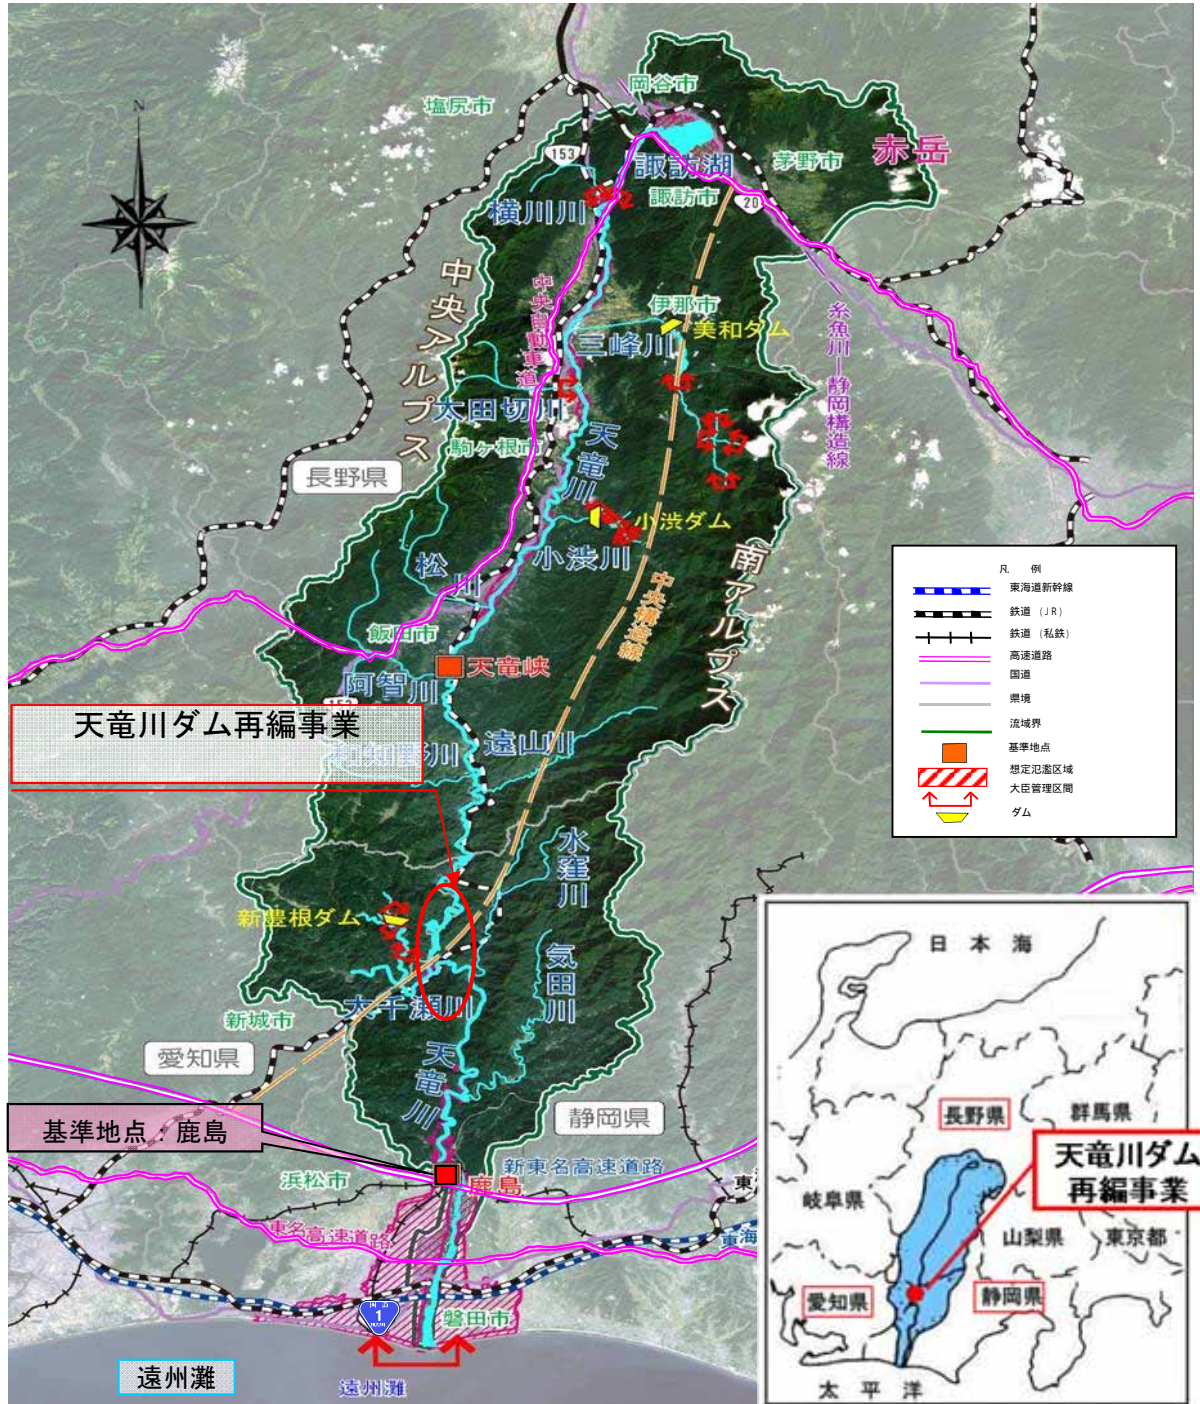 N
岡谷市
塩尻市
赤岳
茅野市
153
諏訪湖
諏訪市
20
横川川
中央アルプス
中央自動車道
伊那市
美和ダム
三峰川
糸魚川－静岡構造線
太田切川
駒ヶ根市
天竜川
長野県
小渋ダム
小渋川
南アルプス
松川
中央構造線
飯田市
天竜峡
阿智川
天竜川ダム再編事業
和知野川
遠山川
水窪川
新豊根ダム
気田川
大千瀬川
新城市
愛知県
天竜川
静岡県
基準地点：鹿島
新東名高速道路
浜松市
鹿島
東名高速道路
東海
1
磐田市
遠州灘
遠州灘
凡 例
東海道新幹線
鉄道（JR）
鉄道（私鉄）
高速道路
国道
県境
流域界
基準地点
想定氾濫区域
大臣管理区間
ダム
日本海
長野県
群馬県
天竜川ダム
再編事業
岐阜県
山梨県
東京都
愛知県
静岡県
太平洋